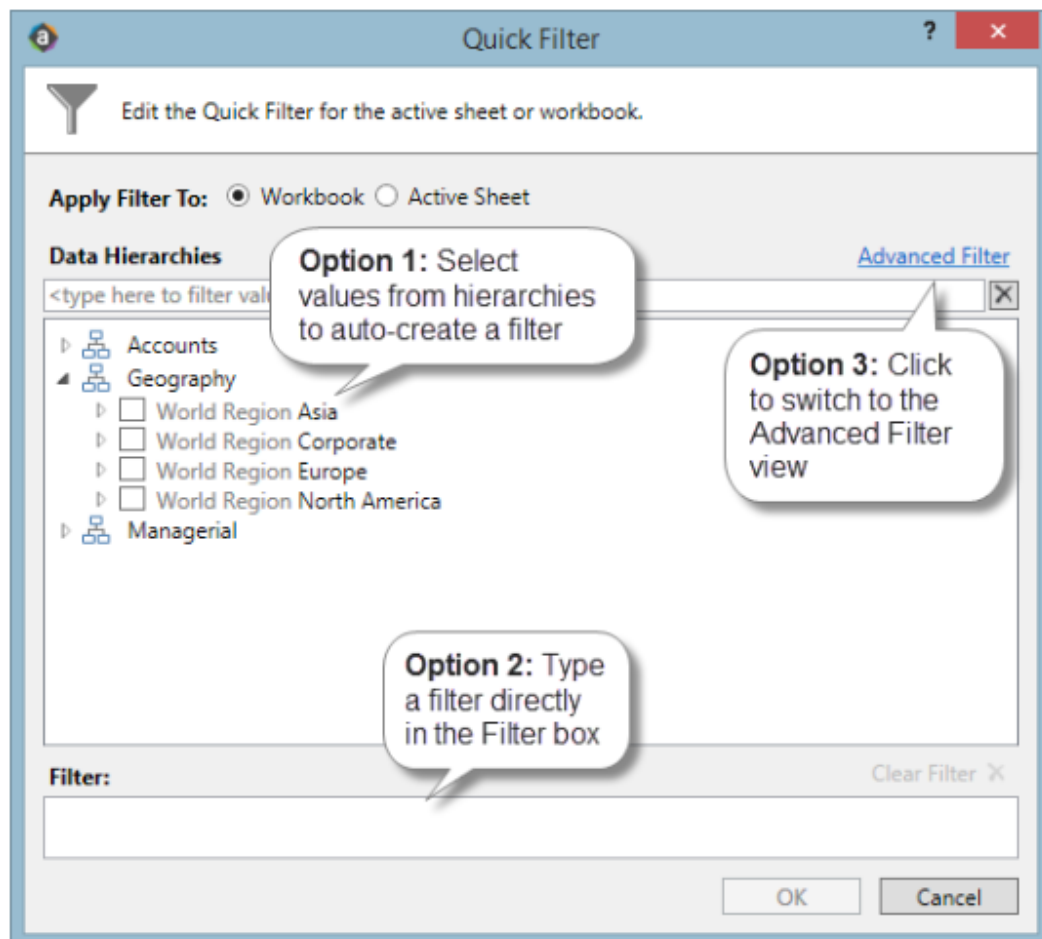 Quick Filter
?
Edit the Quick Filter for the active sheet or workbook.
Apply Filter To: Workbook Active Sheet
Data Hierarchies
Advanced Filter
<type here to filter val
Option 1: Select
values from hierarchies
to auto-create a filter
Accounts
Geography
World Region Asia
World Region Corporate
World Region Europe
World Region North America
Managerial
Option 3: Click
to switch to the
Advanced Filter
view
Option 2: Type
a filter directly
in the Filter box
Filter:
Clear Filter
OK
Cancel